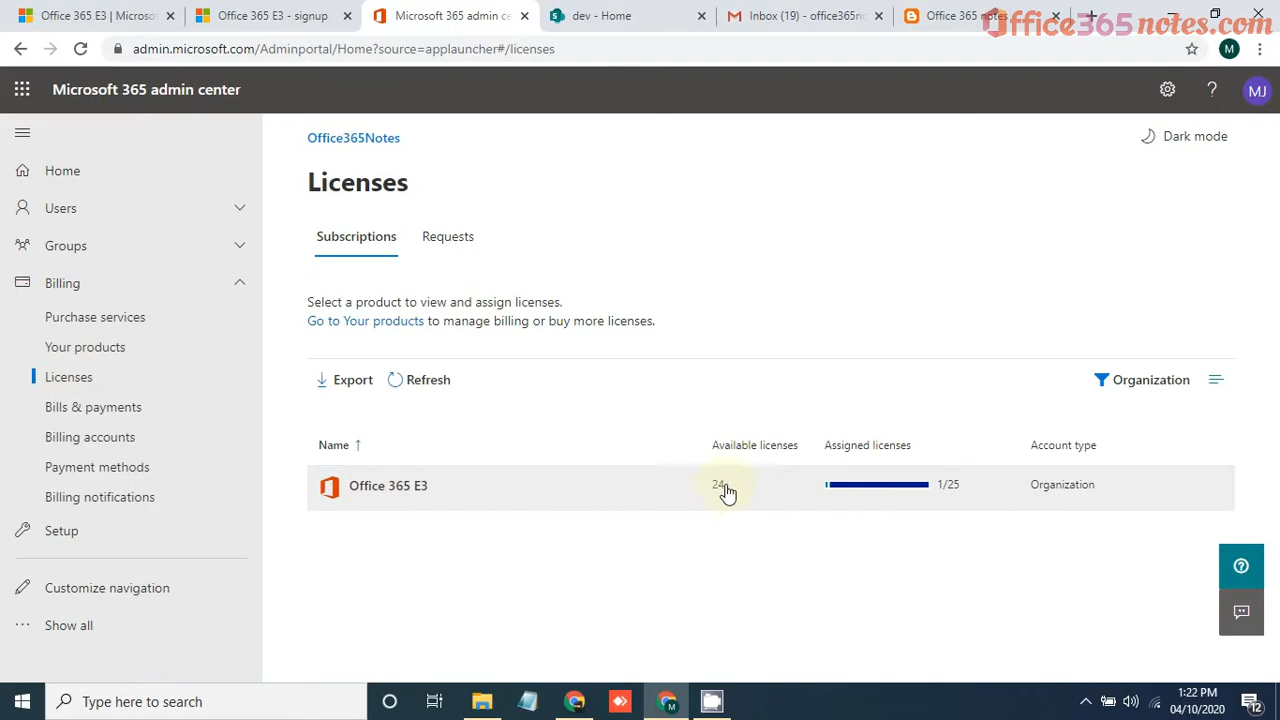 Office 365 E3 | Microso
Office 365 E3 - signup
Microsoft 365 admin ce
dev - Home
Inbox (19) - office365n
Office 365 notes
Office365notes.com
admin.microsoft.com/Adminportal/Home?source=applauncher#/licenses
M
Microsoft 365 admin center
?
MJ
Office365Notes
Dark mode
Home
Licenses
Users
Subscriptions
Requests
Groups
Billing
Select a product to view and assign licenses.
Purchase services
Go to Your products to manage billing or buy more licenses.
Your products
Licenses
Export
Refresh
Organization
Bills & payments
Billing accounts
Name ↑
Available licenses
Assigned licenses
Account type
Payment methods
Office 365 E3
24
1/25
Organization
Billing notifications
Setup
Customize navigation
Show all
Type here to search
1:22 PM
04/10/2020
12